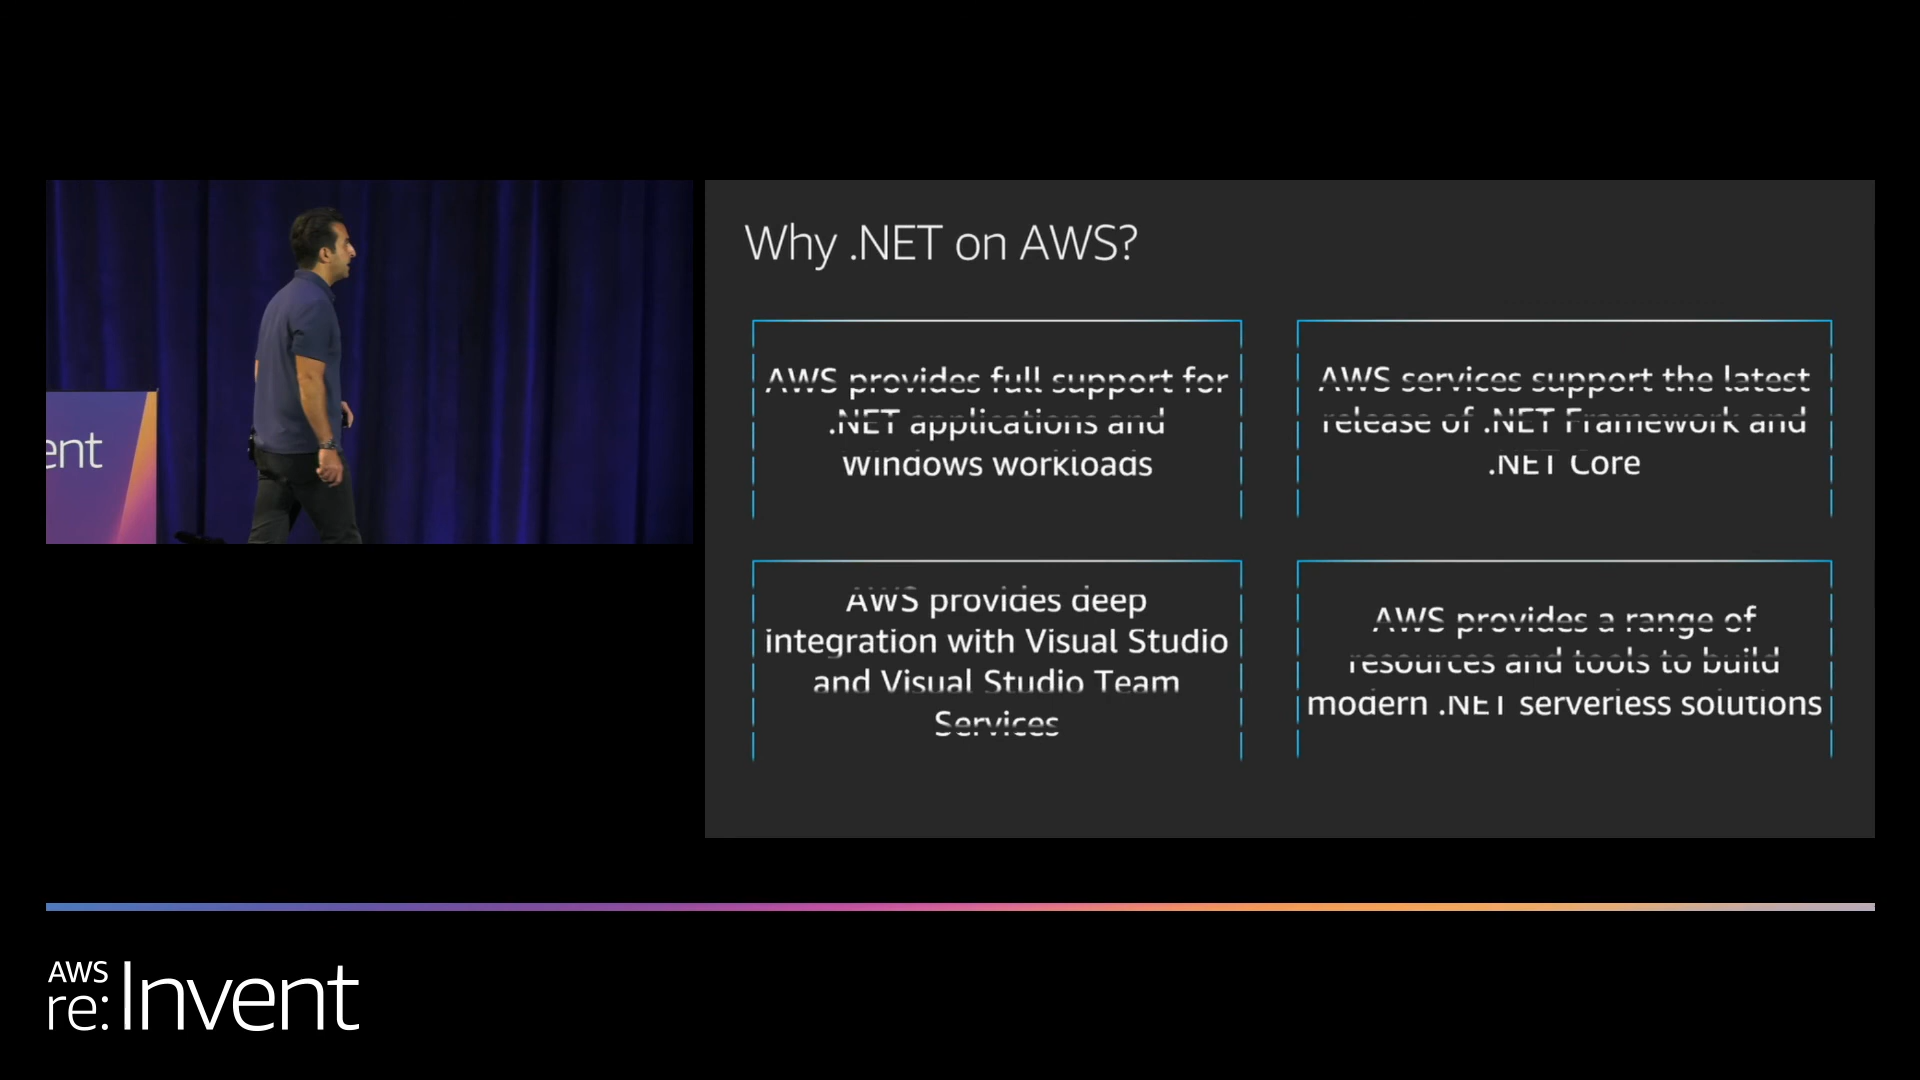 ent
Why .NET on AWS?
AWS provides full support for
.NET applications and
Windows workloads
AWS services support the latest
release of .NET Framework and
.NET Core
AWS provides deep
integration with Visual Studio
and Visual Studio Team
Services
AWS provides a range of
resources and tools to build
modern .NET serverless solutions
AWS
re:Invent